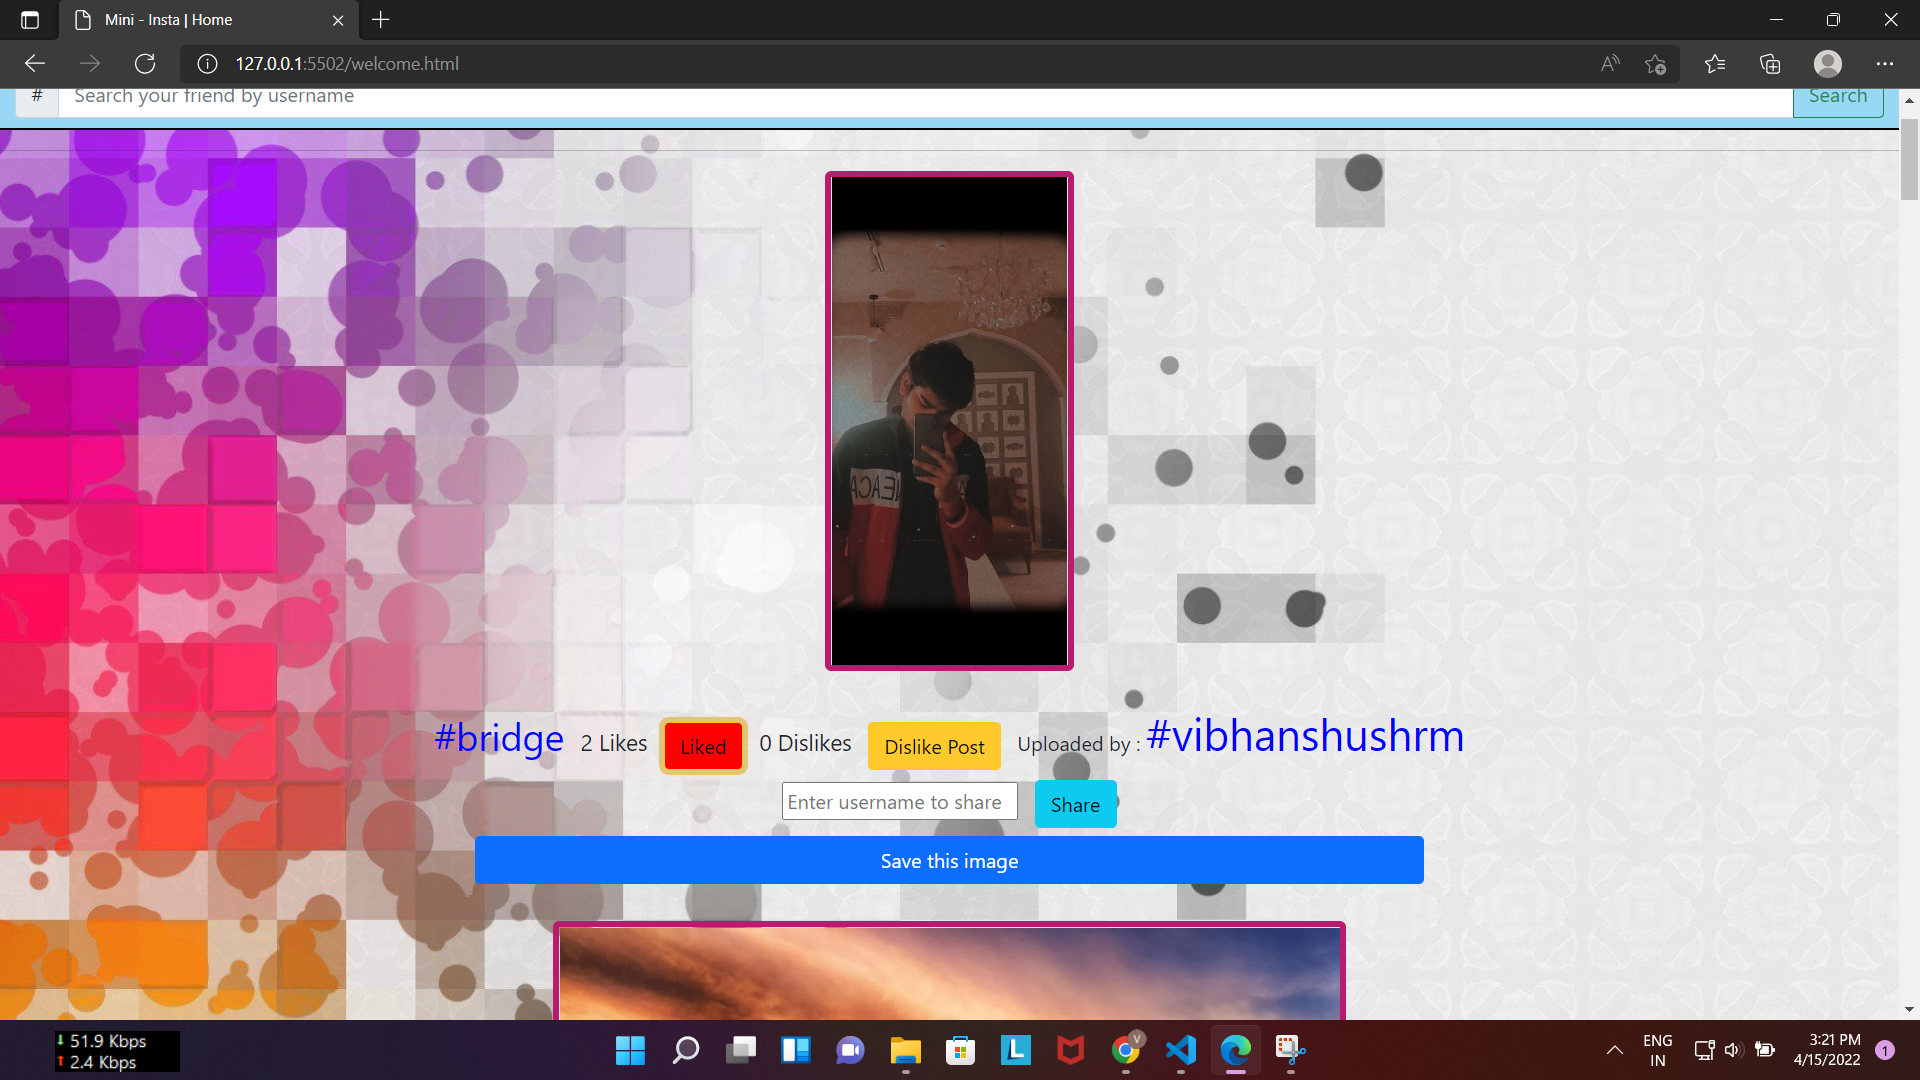 Mini - Insta | Home
127.0.0.1:5502/welcome.html
# Search your friend by username Search
#bridge 2 Likes Liked 0 Dislikes Dislike Post Uploaded by : #vibhanshushrm
Enter username to share Share
Save this image
51.9 Kbps
2.4 Kbps
V
L
ENG
IN
3:21 PM
4/15/2022
1